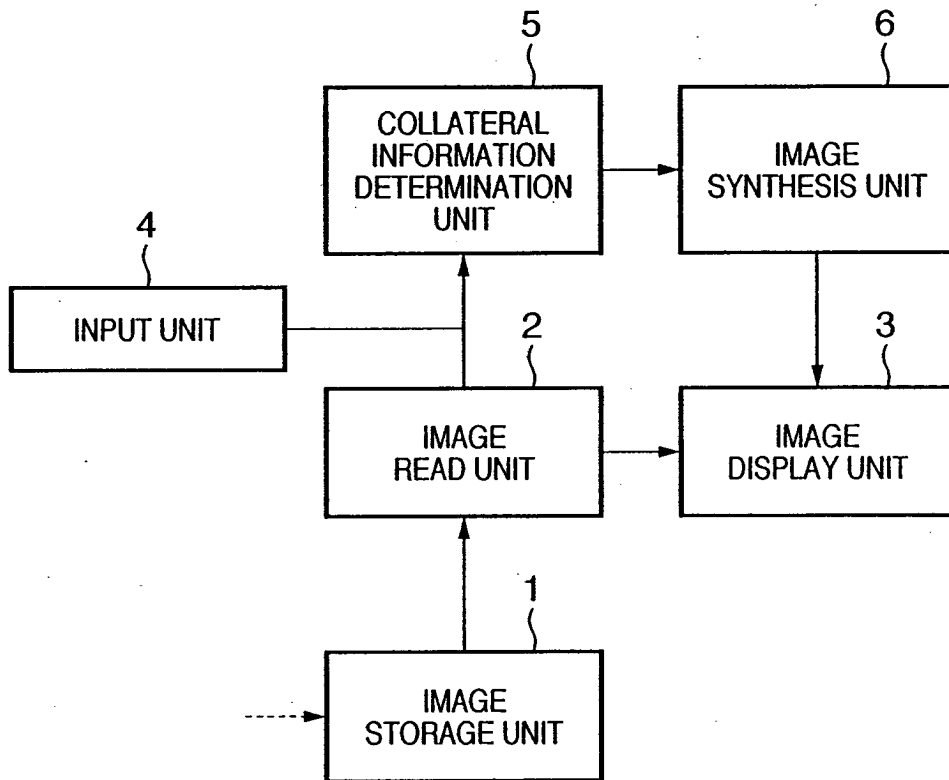 5
6
COLLATERAL
INFORMATION
DETERMINATION
UNIT
IMAGE
SYNTHESIS UNIT
4
INPUT UNIT
2
3
IMAGE
READ UNIT
IMAGE
DISPLAY UNIT
1
IMAGE
STORAGE UNIT